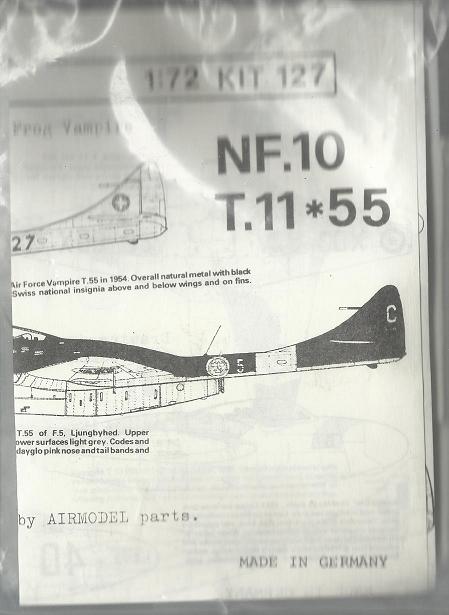 1:72 KIT 127
Frog Vampire
NF.10
T.11*55
27
Air Force Vampire T.55 in 1954. Overall natural metal with black
Swiss national insignia above and below wings and on fins.
C
5
T.55 of F.5, Ljungbyhed. Upper
ower surfaces light grey. Codes and
dayglo pink nose and tail bands and
by AIRMODEL parts.
MADE IN GERMANY